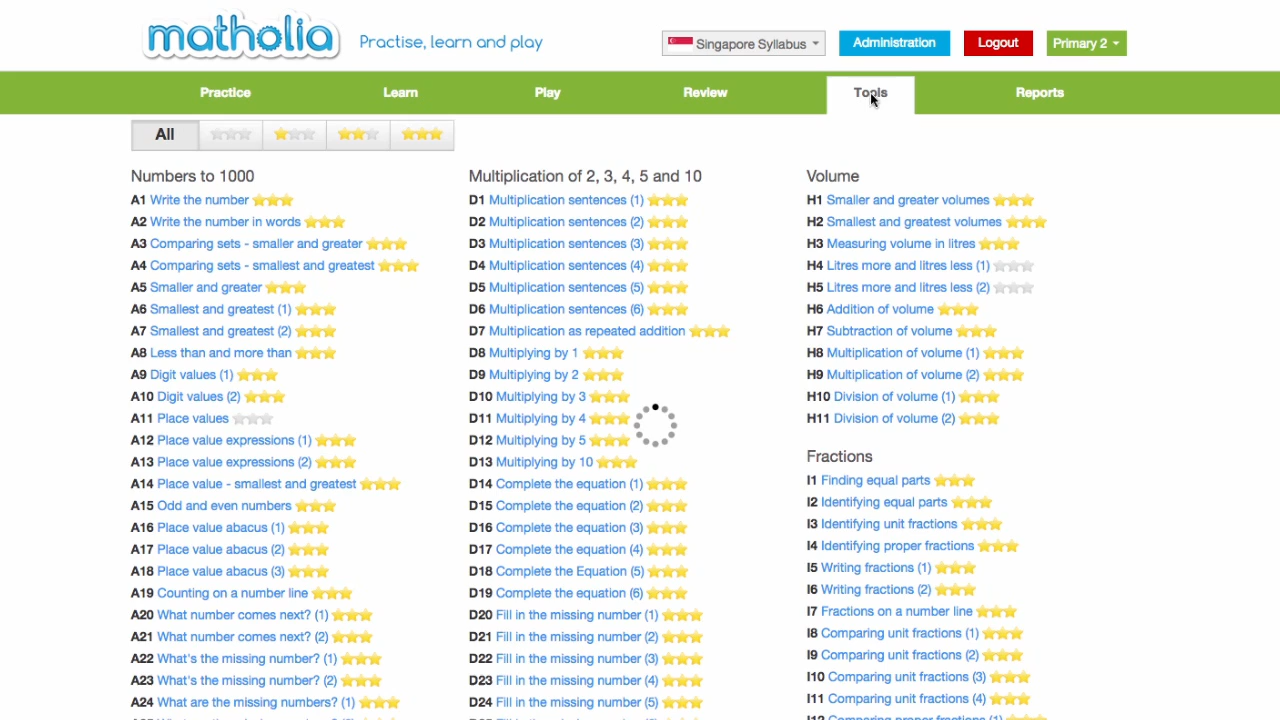 matholia
Practise, learn and play
Singapore Syllabus
Administration
Logout
Primary 2
Practice
Learn
Play
Review
Tools
Reports
All
Numbers to 1000
A1 Write the number
A2 Write the number in words
A3 Comparing sets - smaller and greater
A4 Comparing sets - smallest and greatest
A5 Smaller and greater
A6 Smallest and greatest (1)
A7 Smallest and greatest (2)
A8 Less than and more than
A9 Digit values (1)
A10 Digit values (2)
A11 Place values
A12 Place value expressions (1)
A13 Place value expressions (2)
A14 Place value - smallest and greatest
A15 Odd and even numbers
A16 Place value abacus (1)
A17 Place value abacus (2)
A18 Place value abacus (3)
A19 Counting on a number line
A20 What number comes next? (1)
A21 What number comes next? (2)
A22 What's the missing number? (1)
A23 What's the missing number? (2)
A24 What are the missing numbers? (1)
Multiplication of 2, 3, 4, 5 and 10
D1 Multiplication sentences (1)
D2 Multiplication sentences (2)
D3 Multiplication sentences (3)
D4 Multiplication sentences (4)
D5 Multiplication sentences (5)
D6 Multiplication sentences (6)
D7 Multiplication as repeated addition
D8 Multiplying by 1
D9 Multiplying by 2
D10 Multiplying by 3
D11 Multiplying by 4
D12 Multiplying by 5
D13 Multiplying by 10
D14 Complete the equation (1)
D15 Complete the equation (2)
D16 Complete the equation (3)
D17 Complete the equation (4)
D18 Complete the Equation (5)
D19 Complete the equation (6)
D20 Fill in the missing number (1)
D21 Fill in the missing number (2)
D22 Fill in the missing number (3)
D23 Fill in the missing number (4)
D24 Fill in the missing number (5)
Volume
H1 Smaller and greater volumes
H2 Smallest and greatest volumes
H3 Measuring volume in litres
H4 Litres more and litres less (1)
H5 Litres more and litres less (2)
H6 Addition of volume
H7 Subtraction of volume
H8 Multiplication of volume (1)
H9 Multiplication of volume (2)
H10 Division of volume (1)
H11 Division of volume (2)
Fractions
I1 Finding equal parts
I2 Identifying equal parts
I3 Identifying unit fractions
I4 Identifying proper fractions
I5 Writing fractions (1)
I6 Writing fractions (2)
I7 Fractions on a number line
I8 Comparing unit fractions (1)
I9 Comparing unit fractions (2)
I10 Comparing unit fractions (3)
I11 Comparing unit fractions (4)
I12 Comparing proper fractions (1)